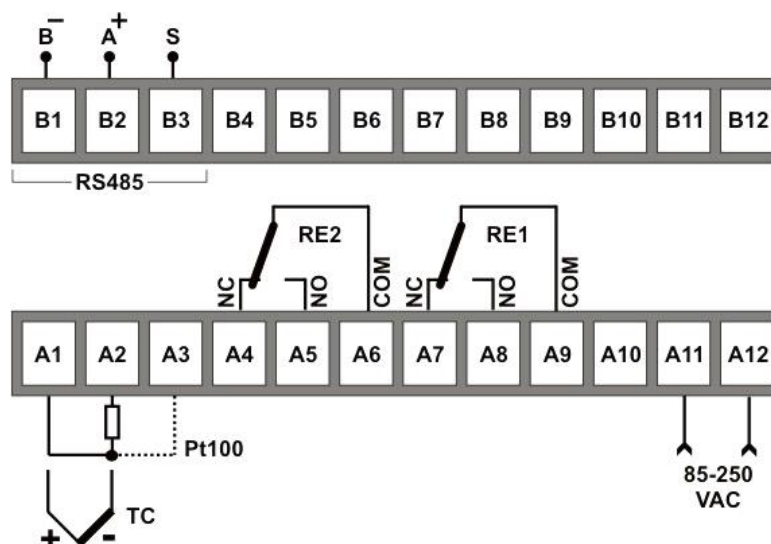 B - A + S
B1 B2 B3 B4 B5 B6 B7 B8 B9 B10 B11 B12
RS485
RE2 RE1
NC NO COM NC NO COM
A1 A2 A3 A4 A5 A6 A7 A8 A9 A10 A11 A12
Pt100
85-250
VAC
TC
+ -